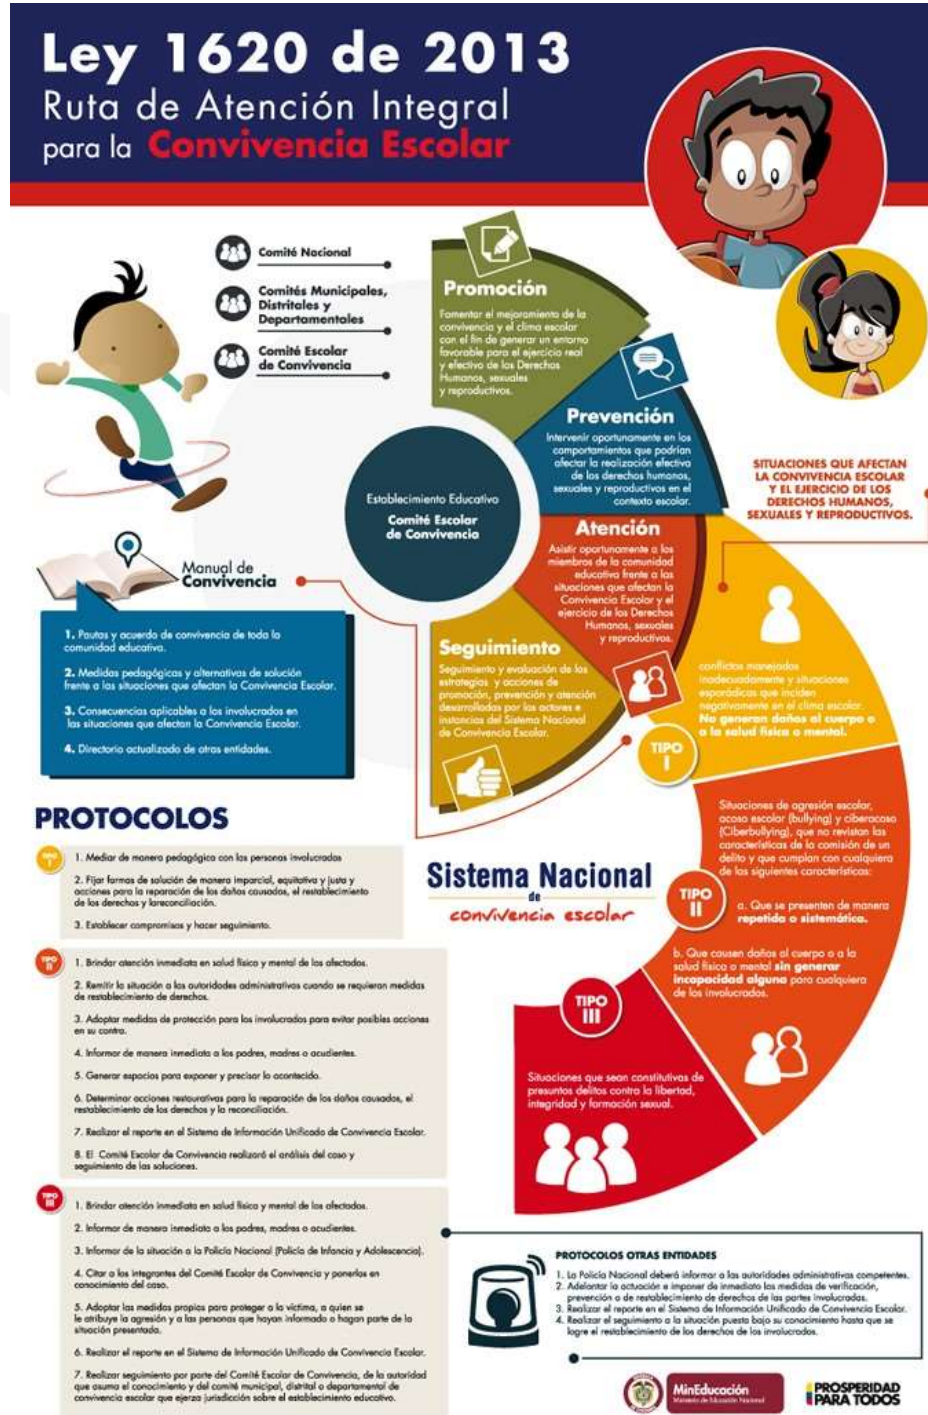 Ley 1620 de 2013
Ruta de Atención Integral
para la Convivencia Escolar
Comité Nacional
Comités Municipales,
Distritales y
Departamentales
Comité Escolar
de Convivencia
Promoción
Fomentar el mejoramiento de la
convivencia y el clima escolar
con el fin de generar un entorno
favorable para el ejercicio real
y efectivo de los Derechos
Humanos, sexuales
y reproductivos.
Prevención
Intervenir oportunamente en los
comportamientos que podrían
afectar la realización efectiva
de los derechos humanos,
sexuales y reproductivos en el
contexto escolar.
Establecimiento Educativo
Comité Escolar
de Convivencia
Atención
Asistir oportunamente a los
miembros de la comunidad
educativa frente a las
situaciones que afectan la
Convivencia Escolar y el
ejercicio de los Derechos
Humanos, sexuales
y reproductivos.
Seguimiento
Seguimiento y evaluación de las
estrategias y acciones de
promoción, prevención y atención
desarrolladas por los actores e
instancias del Sistema Nacional
de Convivencia Escolar.
SITUACIONES QUE AFECTAN
LA CONVIVENCIA ESCOLAR
Y EL EJERCICIO DE LOS
DERECHOS HUMANOS,
SEXUALES Y REPRODUCTIVOS.
Manual de
Convivencia
1. Pautas y acuerdo de convivencia de toda la
comunidad educativa.
2. Medidas pedagógicas y alternativas de solución
frente a las situaciones que afectan la Convivencia Escolar.
3. Consecuencias aplicables a los involucrados en
las situaciones que afectan la Convivencia Escolar.
4. Directorio actualizado de otras entidades.
TIPO
I
conflictos manejados
inadecuadamente y situaciones
esporádicas que inciden
negativamente en el clima escolar.
No generan daños al cuerpo o
a la salud física o mental.
TIPO
II
Situaciones de agresión escolar,
acoso escolar (bullying) y ciberacoso
(Ciberbullying), que no revistan las
características de la comisión de un
delito y que cumplan con cualquiera
de las siguientes características:
a. Que se presenten de manera
repetida o sistemática.
b. Que causen daños al cuerpo o a la
salud física o mental sin generar
incapacidad alguna para cualquiera
de los involucrados.
TIPO
III
Situaciones que sean constitutivas de
presuntos delitos contra la libertad,
integridad y formación sexual.
Sistema Nacional
de
convivencia escolar
PROTOCOLOS
TIPO
I
1. Mediar de manera pedagógica con las personas involucradas
2. Fijar formas de solución de manera imparcial, equitativa y justa y
acciones para la reparación de los daños causados, el restablecimiento
de los derechos y lareconciliación.
3. Establecer compromisos y hacer seguimiento.
TIPO
II
1. Brindar atención inmediata en salud física y mental de los afectados.
2. Remitir la situación a las autoridades administrativas cuando se requieran medidas
de restablecimiento de derechos.
3. Adoptar medidas de protección para los involucrados para evitar posibles acciones
en su contra.
4. Informar de manera inmediata a los padres, madres o acudientes.
5. Generar espacios para exponer y precisar lo acontecido.
6. Determinar acciones restaurativas para la reparación de los daños causados, el
restablecimiento de los derechos y la reconciliación.
7. Realizar el reporte en el Sistema de Información Unificado de Convivencia Escolar.
8. El Comité Escolar de Convivencia realizará el análisis del caso y
seguimiento de las soluciones.
TIPO
III
1. Brindar atención inmediata en salud física y mental de los afectados.
2. Informar de manera inmediata a los padres, madres o acudientes.
3. Informar de la situación a la Policía Nacional (Policía de Infancia y Adolescencia).
4. Citar a los integrantes del Comité Escolar de Convivencia y ponerlos en
conocimiento del caso.
5. Adoptar las medidas propias para proteger a la víctima, a quien se
le atribuye la agresión y a las personas que hayan informado o hagan parte de la
situación presentada.
6. Realizar el reporte en el Sistema de Información Unificado de Convivencia Escolar.
7. Realizar seguimiento por parte del Comité Escolar de Convivencia, de la autoridad
que asuma el conocimiento y del comité municipal, distrital o departamental de
convivencia escolar que ejerza jurisdicción sobre el establecimiento educativo.
PROTOCOLOS OTRAS ENTIDADES
1. La Policía Nacional deberá informar a las autoridades administrativas competentes.
2. Adelantar la actuación e imponer de inmediato las medidas de verificación,
prevención o de restablecimiento de derechos de las partes involucradas.
3. Realizar el reporte en el Sistema de Información Unificado de Convivencia Escolar.
4. Realizar el seguimiento a la situación puesta bajo su conocimiento hasta que se
logre el restablecimiento de los derechos de los involucrados.
MinEducación
Ministerio de Educación Nacional
PROSPERIDAD
PARA TODOS